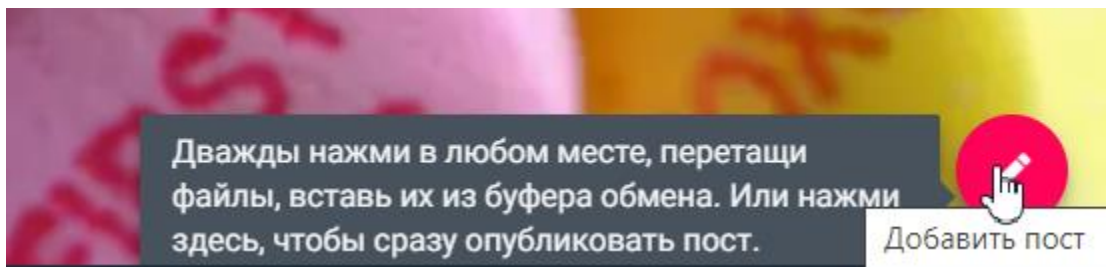 Дважды нажми в любом месте, перетащи
файлы, вставь их из буфера обмена. Или нажми
здесь, чтобы сразу опубликовать пост.
Добавить пост